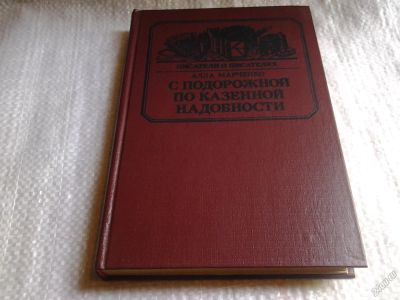 ПИСАТЕЛИ О ПИСАТЕЛЯХ
АЛЛА МАРЧЕНКО
С ПОДОРОЖНОЙ
ПО КАЗЕННОЙ
НАДОБНОСТИ